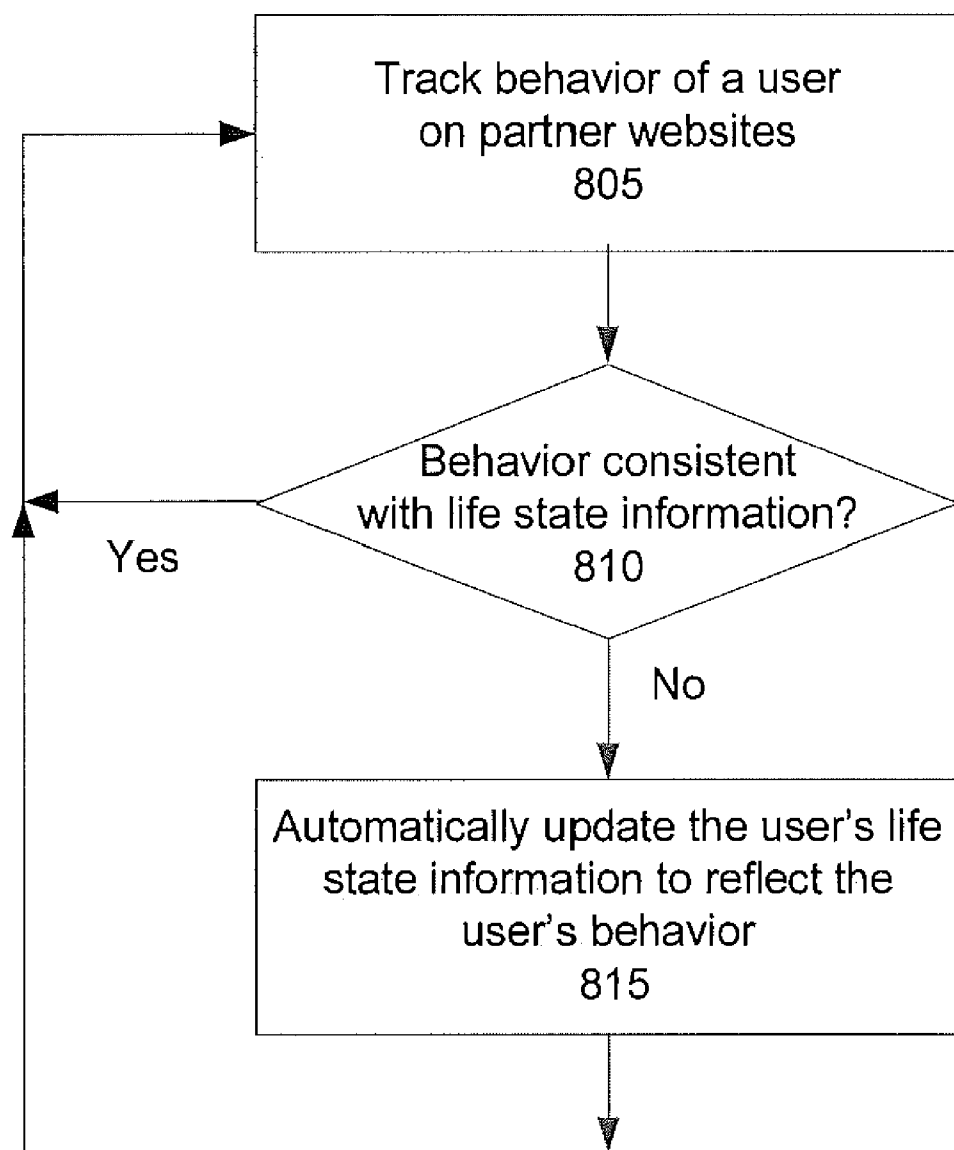 Track behavior of a user
on partner websites
805
Behavior consistent
with life state information?
810
Yes
No
Automatically update the user's life
state information to reflect the
user's behavior
815